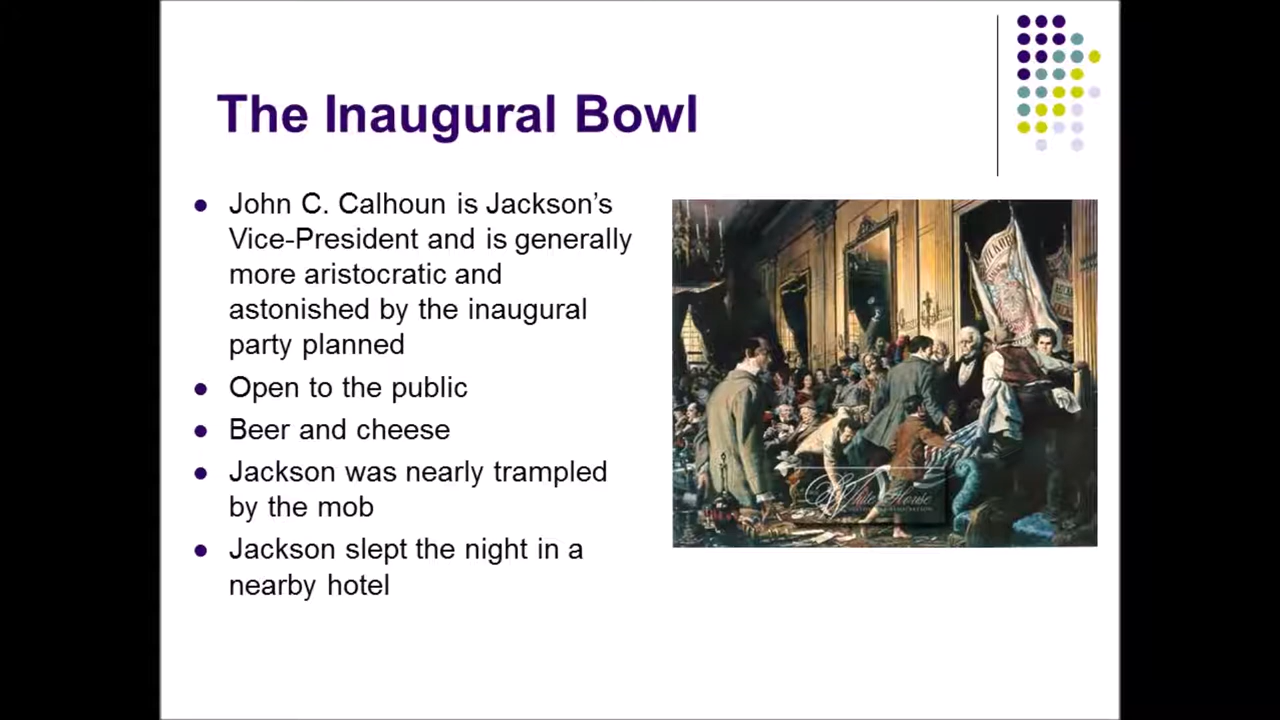 The Inaugural Bowl
John C. Calhoun is Jackson’s
Vice-President and is generally
more aristocratic and
astonished by the inaugural
party planned
Open to the public
Beer and cheese
Jackson was nearly trampled
by the mob
Jackson slept the night in a
nearby hotel
White House